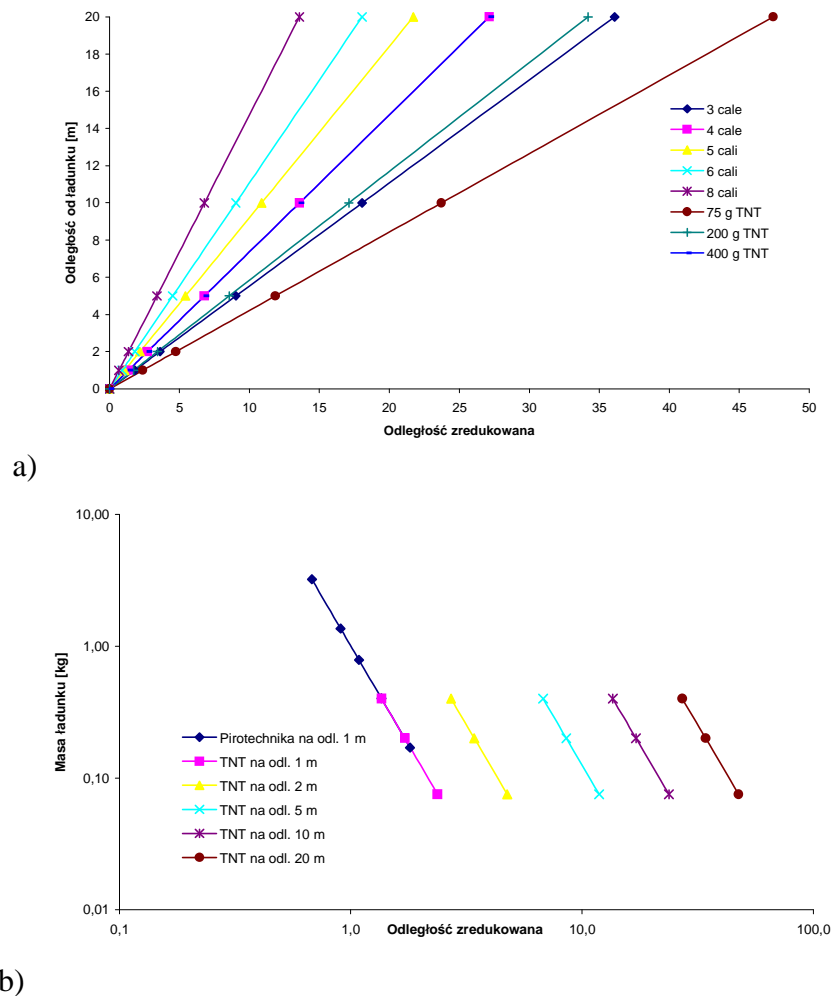 20
18
16
14
12
10
8
6
4
2
0
Odległość od ładunku [m]
0 5 10 15 20 25 30 35 40 45 50
Odległość zredukowana
3 cale
4 cale
5 cali
6 cali
8 cali
75 g TNT
200 g TNT
400 g TNT
a)
10,00
1,00
0,10
0,01
Masa ładunku [kg]
Pirotechnika na odl. 1 m
TNT na odl. 1 m
TNT na odl. 2 m
TNT na odl. 5 m
TNT na odl. 10 m
TNT na odl. 20 m
0,1 1,0 10,0 100,0
Odległość zredukowana
b)